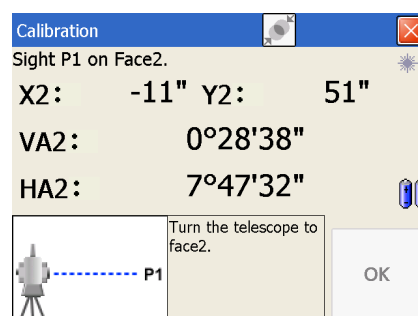 Calibration
Sight P1 on Face2.
X2: -11" Y2: 51"
VA2: 0°28'38"
HA2: 7°47'32"
Turn the telescope to
face2.
P1
OK